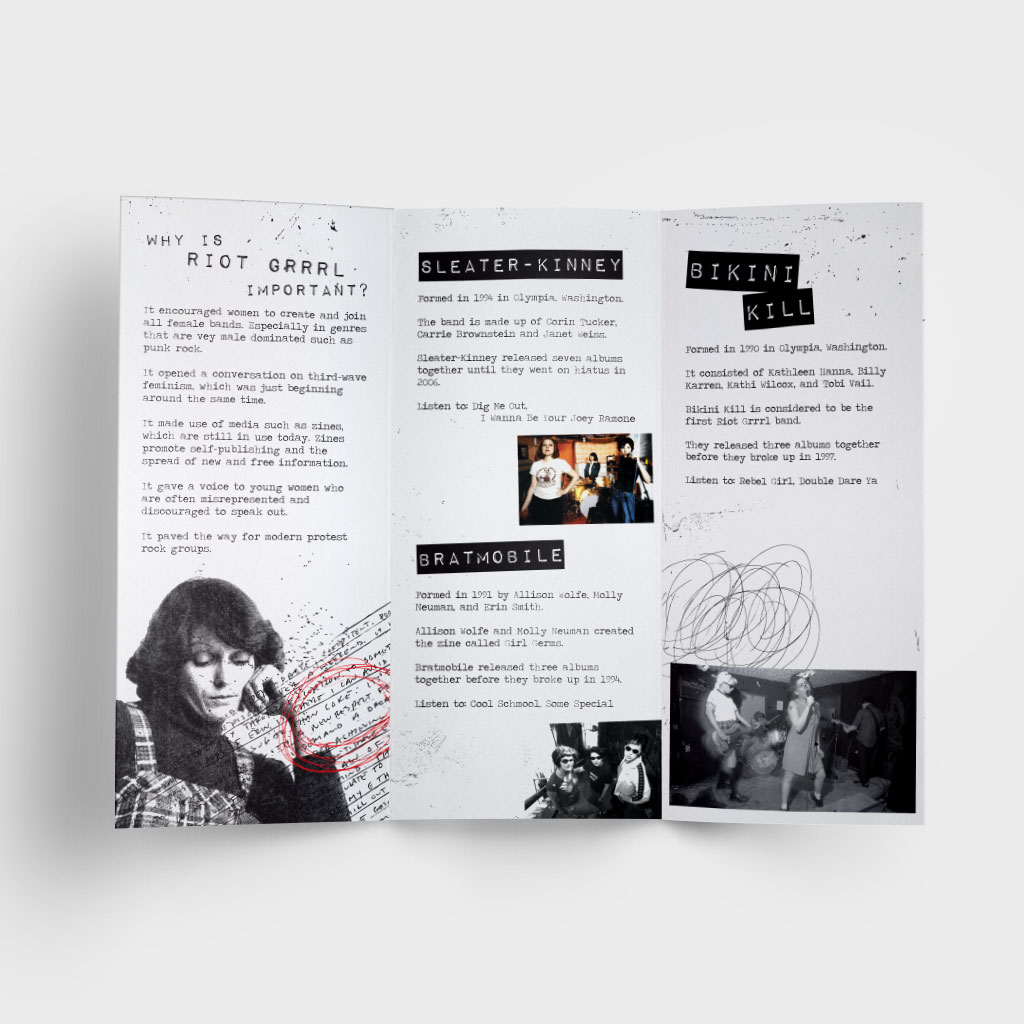 WHY IS
RIOT GRRRL
IMPORTANT?
It encouraged women to create and join
all female bands. Especially in genres
that are vey male dominated such as
punk rock.
It opened a conversation on third-wave
feminism, which was just beginning
around the same time.
It made use of media such as zines,
which are still in use today. Zines
promote self-publishing and the
spread of new and free information.
It gave a voice to young women who
are often misrepresented and
discouraged to speak out.
It paved the way for modern protest
rock groups.
SLEATER-KINNEY
Formed in 1994 in Olympia, Washington.
The band is made up of Corin Tucker,
Carrie Brownstein and Janet Weiss.
Sleater-Kinney released seven albums
together until they went on hiatus in
2006.
Listen to: Dig Me Out,
I Wanna Be Your Joey Ramone
BRATMOBILE
Formed in 1991 by Allison Wolfe, Molly
Neuman, and Erin Smith.
Allison Wolfe and Molly Neuman created
the zine called Girl Germs.
Bratmobile released three albums
together before they broke up in 1994.
Listen to: Cool Schmool, Some Special
BIKINI
KILL
Formed in 1990 in Olympia, Washington.
It consisted of Kathleen Hanna, Billy
Karren, Kathi Wilcox, and Tobi Vail.
Bikini Kill is considered to be the
first Riot Grrrl band.
They released three albums together
before they broke up in 1997.
Listen to: Rebel Girl, Double Dare Ya